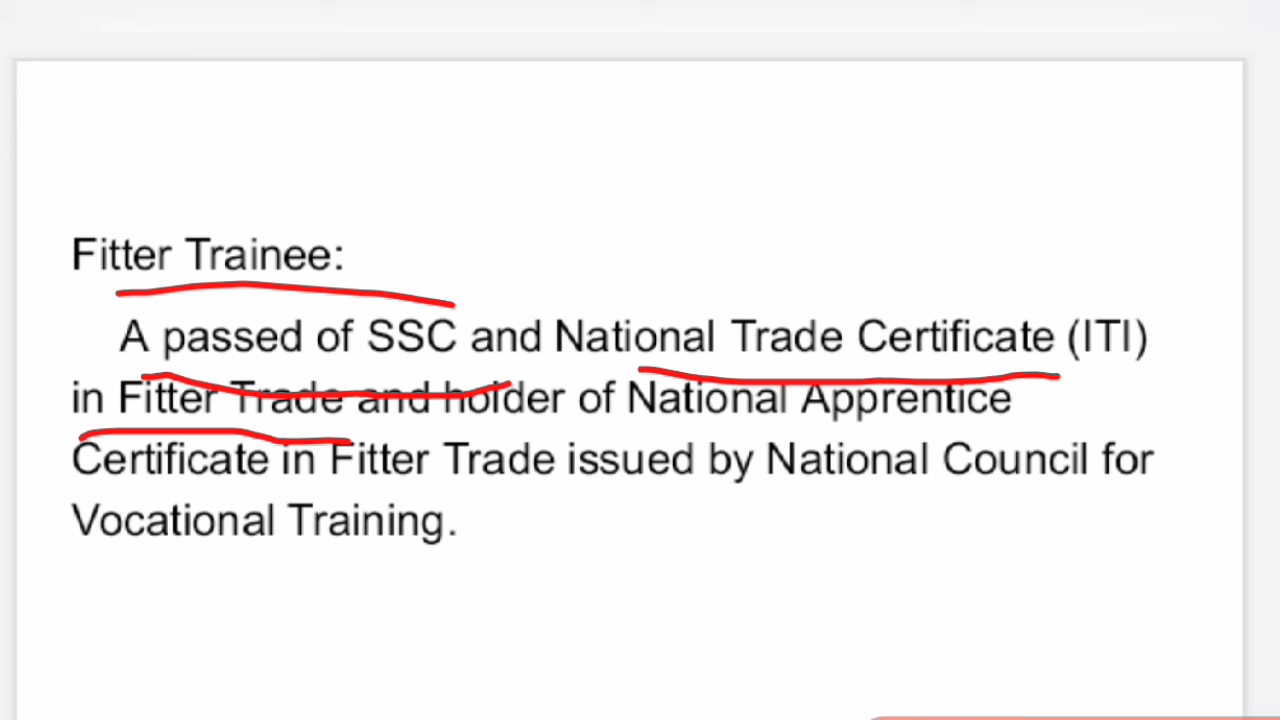 Fitter Trainee:
A passed of SSC and National Trade Certificate (ITI)
in Fitter Trade and holder of National Apprentice
Certificate in Fitter Trade issued by National Council for
Vocational Training.